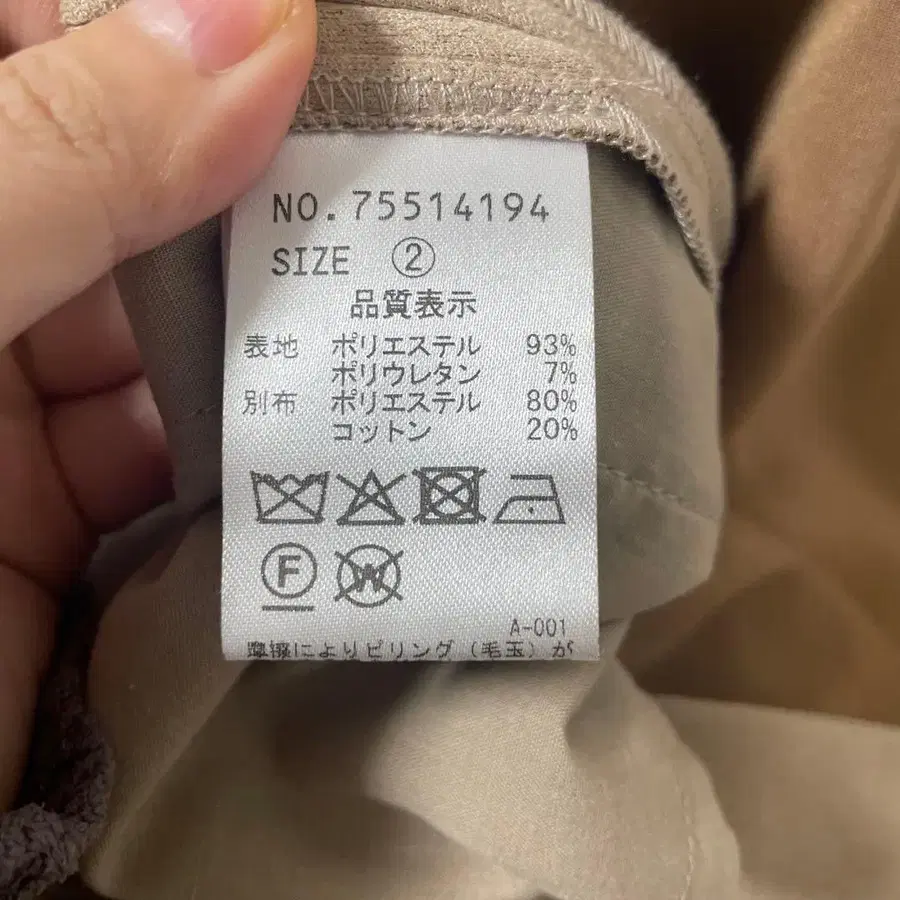 NO.75514194
SIZE ②
品質表示
表地 ポリエステル 93%
ポリウレタン 7%
別布 ポリエステル 80%
コットン 20%
F W
A-001
摩擦によりピリング（毛玉）が